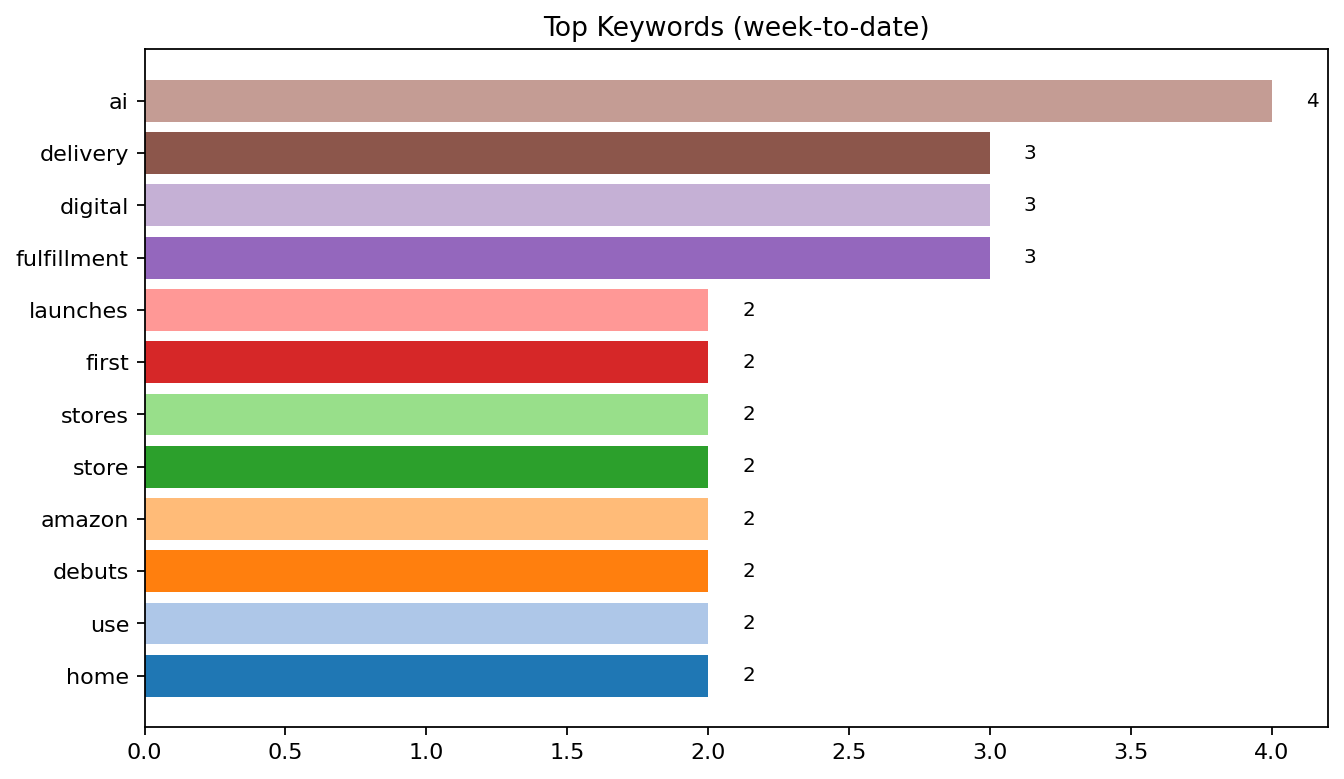 Top Keywords (week-to-date)
ai 4
delivery 3
digital 3
fulfillment 3
launches 2
first 2
stores 2
store 2
amazon 2
debuts 2
use 2
home 2
0.0 0.5 1.0 1.5 2.0 2.5 3.0 3.5 4.0